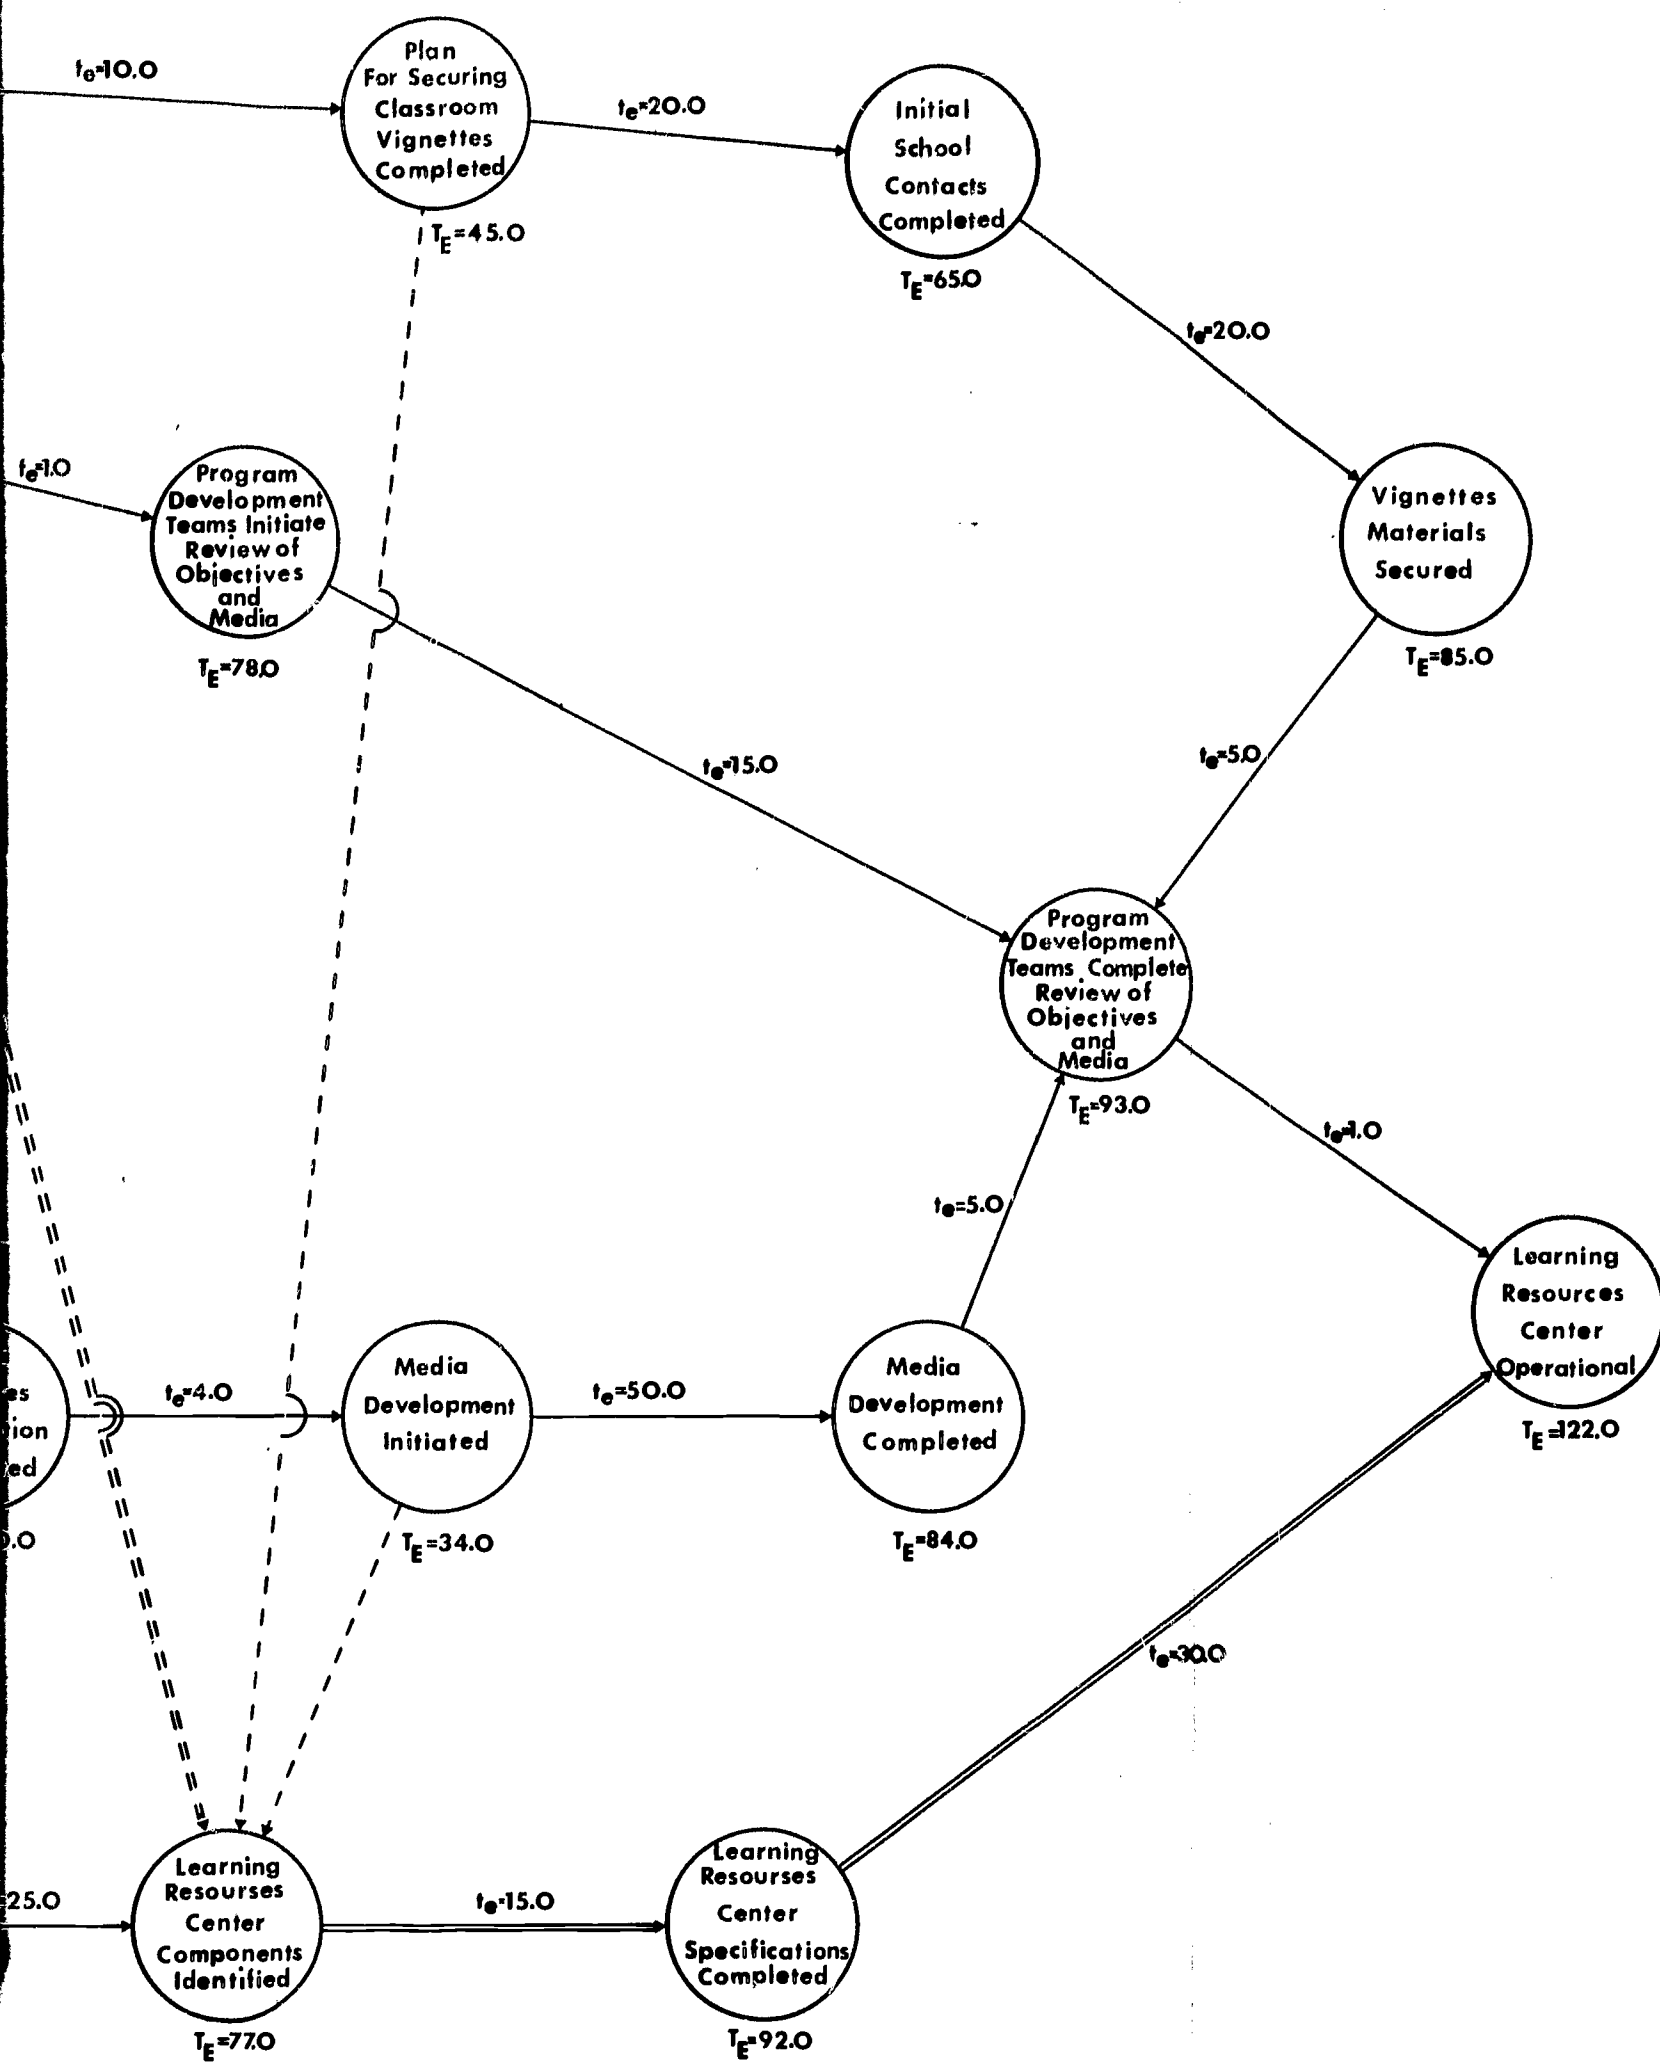 te=10.0
Plan
For Securing
Classroom
Vignettes
Completed
TE=45.0
te=20.0
Initial
School
Contacts
Completed
TE=65.0
te=20.0
te=1.0
Program
Development
Teams Initiate
Review of
Objectives
and
Media
TE=78.0
Vignettes
Materials
Secured
TE=85.0
te=15.0
te=5.0
Program
Development
Teams Complete
Review of
Objectives
and
Media
TE=93.0
te=1.0
te=5.0
Learning
Resources
Center
Operational
TE=122.0
es
ion
ed
.0
te=4.0
Media
Development
Initiated
TE=34.0
te=50.0
Media
Development
Completed
TE=84.0
te=30.0
25.0
Learning
Resourses
Center
Components
Identified
TE=77.0
te=15.0
Learning
Resourses
Center
Specifications
Completed
TE=92.0